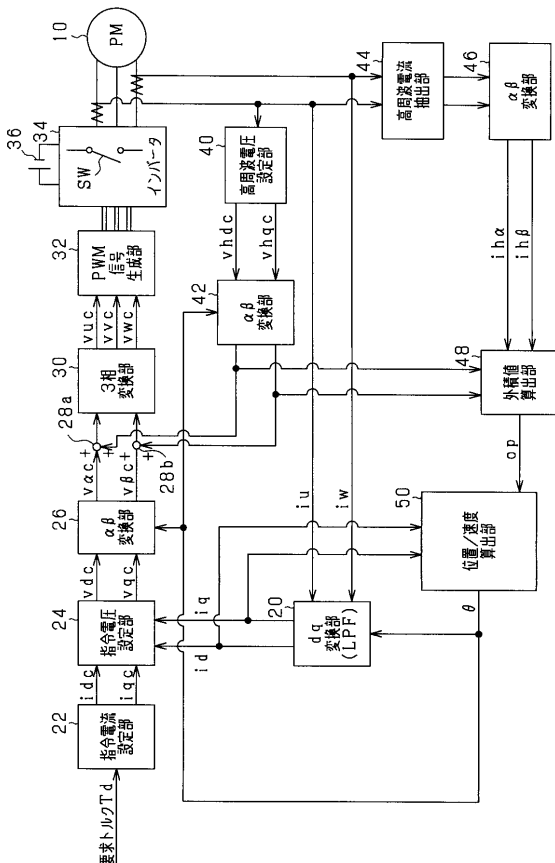 要求トルクTd
22
指令電流
設定部
idc
iqc
24
指令電圧
設定部
vdc
vqc
26
αβ
変換部
vαc
vβc
+
+
+
+
28a
28b
30
3相
変換部
vuc
vvc
vwc
32
PWM
信号
生成部
36
34
SW
インバータ
10
PM
40
高周波電圧
設定部
vhdc
vhqc
42
αβ
変換部
44
高周波電流
抽出部
46
αβ
変換部
ihα
ihβ
48
外積値
算出部
op
50
位置/速度
算出部
θ
iu
iw
20
dq
変換部
(LPF)
id
iq